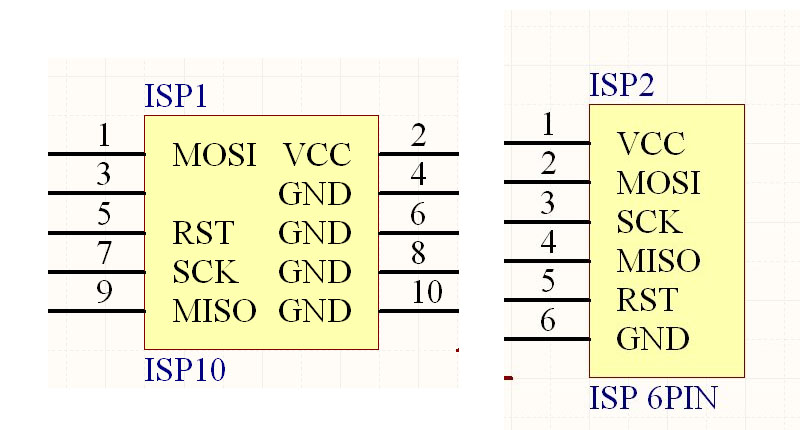 ISP1
1 MOSI VCC 2
3 GND 4
5 RST GND 6
7 SCK GND 8
9 MISO GND 10
ISP10
ISP2
1 VCC
2 MOSI
3 SCK
4 MISO
5 RST
6 GND
ISP 6PIN